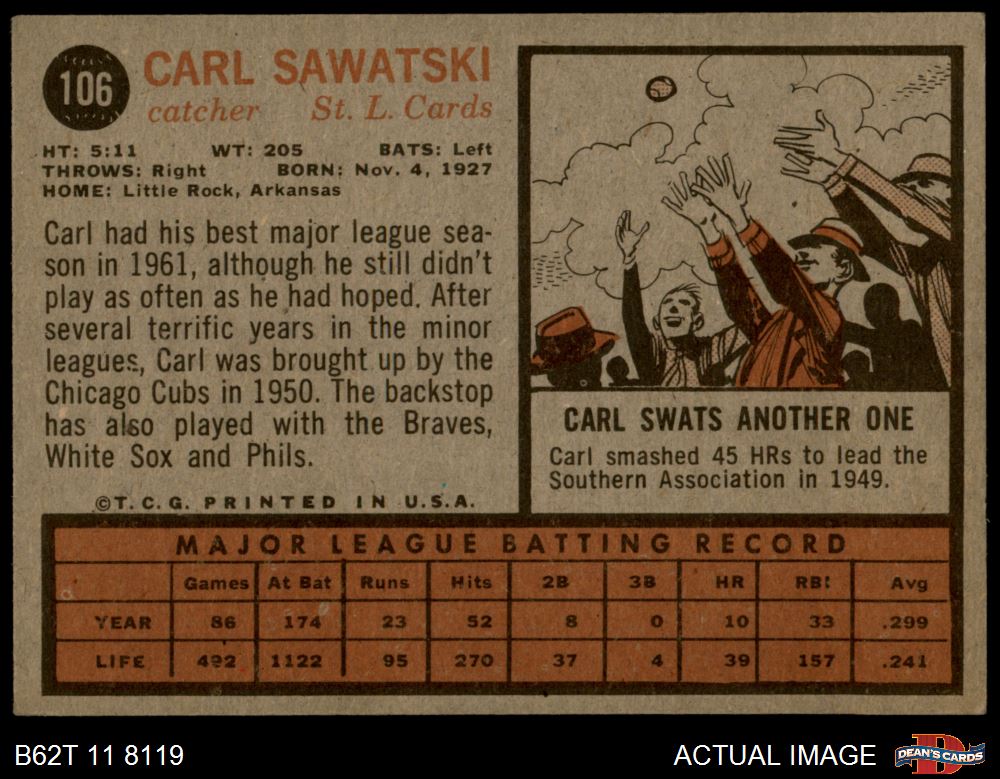 106
CARL SAWATSKI
catcher St. L. Cards
HT: 5:11 WT: 205 BATS: Left
THROWS: Right BORN: Nov. 4, 1927
HOME: Little Rock, Arkansas
Carl had his best major league sea-
son in 1961, although he still didn't
play as often as he had hoped. After
several terrific years in the minor
leagues, Carl was brought up by the
Chicago Cubs in 1950. The backstop
has also played with the Braves,
White Sox and Phils.
©T.C.G. PRINTED IN U.S.A.
CARL SWATS ANOTHER ONE
Carl smashed 45 HRs to lead the
Southern Association in 1949.
MAJOR LEAGUE BATTING RECORD
Games At Bat Runs Hits 2B 3B HR RBI Avg
YEAR 86 174 23 52 8 0 10 33 .299
LIFE 492 1122 95 270 37 4 39 157 .241
B62T 11 8119
ACTUAL IMAGE
D
DEAN'S CARDS